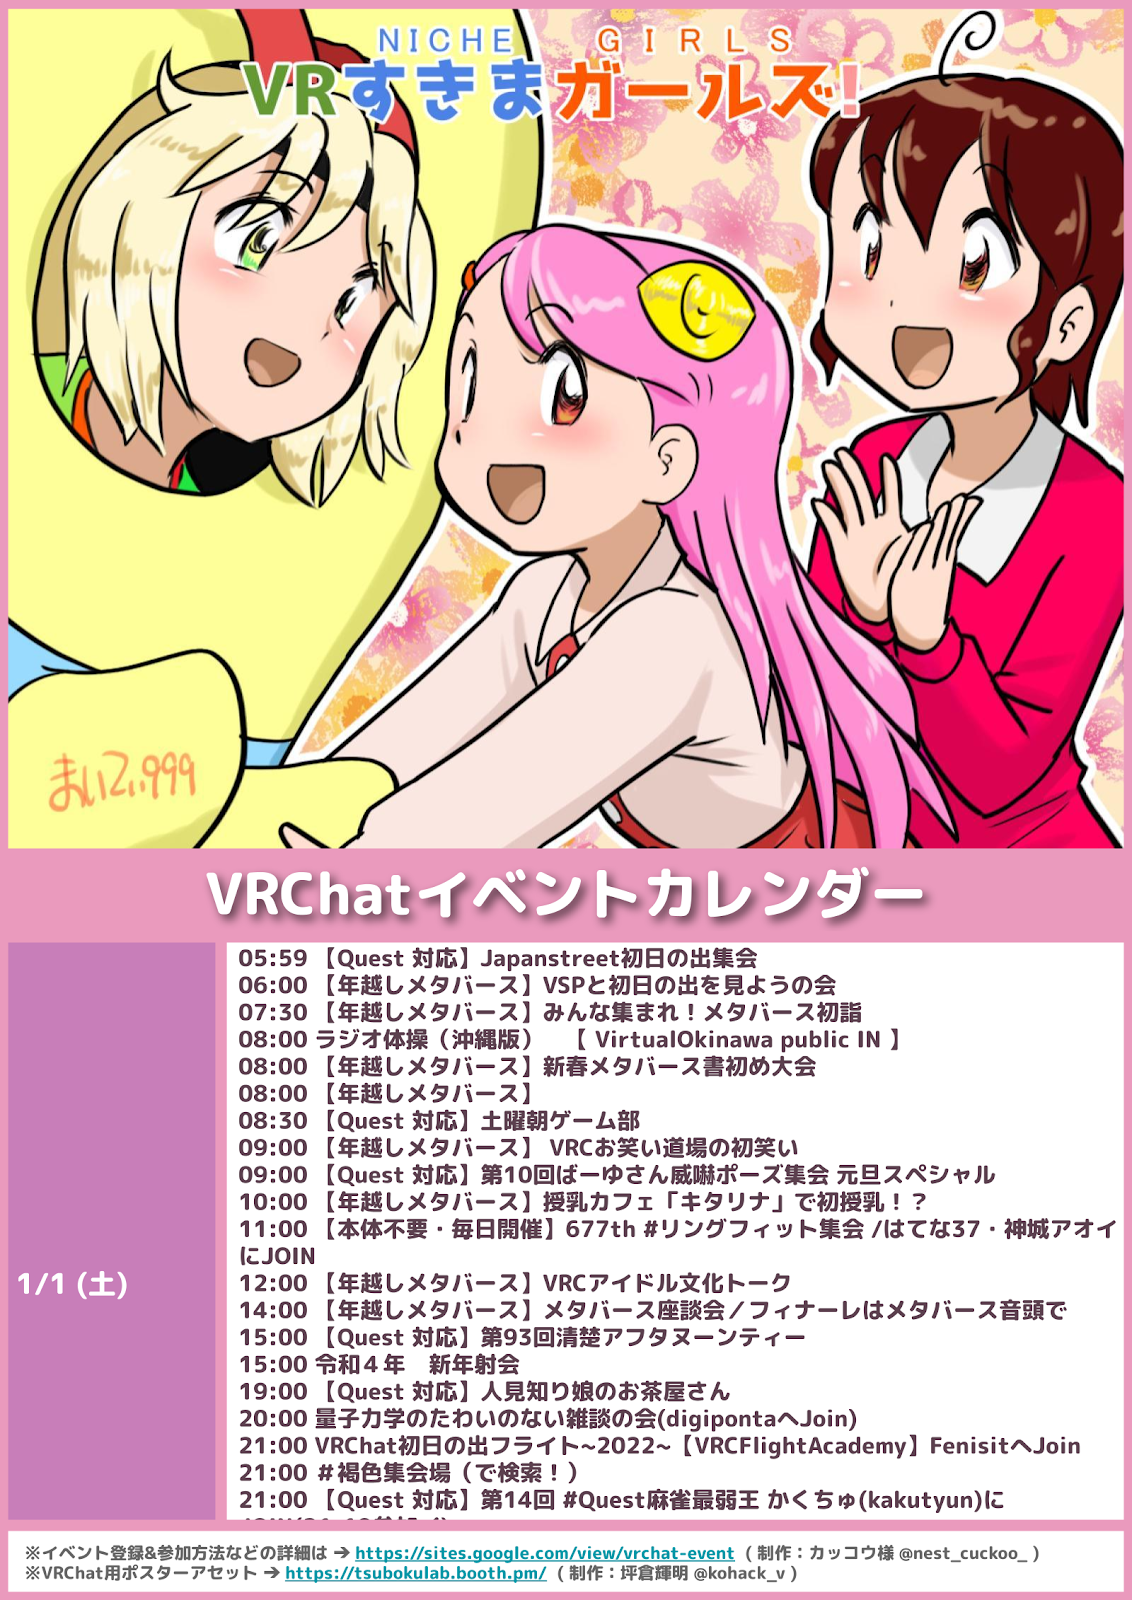 NICHE GIRLS
VRすきまガールズ!
まいてぃ999
VRChatイベントカレンダー
1/1 (土)
05:59 【Quest 対応】Japanstreet初日の出集会
06:00 【年越しメタバース】VSPと初日の出を見ようの会
07:30 【年越しメタバース】みんな集まれ！メタバース初詣
08:00 ラジオ体操（沖縄版）　【 VirtualOkinawa public IN 】
08:00 【年越しメタバース】新春メタバース書初め大会
08:00 【年越しメタバース】
08:30 【Quest 対応】土曜朝ゲーム部
09:00 【年越しメタバース】 VRCお笑い道場の初笑い
09:00 【Quest 対応】第10回ばーゆさん威嚇ポーズ集会 元旦スペシャル
10:00 【年越しメタバース】授乳カフェ「キタリナ」で初授乳！？
11:00 【本体不要・毎日開催】677th #リングフィット集会 /はてな37・神城アオイ
にJOIN
12:00 【年越しメタバース】VRCアイドル文化トーク
14:00 【年越しメタバース】メタバース座談会／フィナーレはメタバース音頭で
15:00 【Quest 対応】第93回清楚アフタヌーンティー
15:00 令和４年　新年射会
19:00 【Quest 対応】人見知り娘のお茶屋さん
20:00 量子力学のたわいのない雑談の会(digipontaへJoin)
21:00 VRChat初日の出フライト~2022~【VRCFlightAcademy】FenisitへJoin
21:00 ＃褐色集会場（で検索！）
21:00 【Quest 対応】第14回 #Quest麻雀最弱王 かくちゅ(kakutyun)に
※イベント登録&参加方法などの詳細は ➔ https://sites.google.com/view/vrchat-event ( 制作：カッコウ様 @nest_cuckoo_ )
※VRChat用ポスターアセット ➔ https://tsubokulab.booth.pm/ ( 制作：坪倉輝明 @kohack_v )